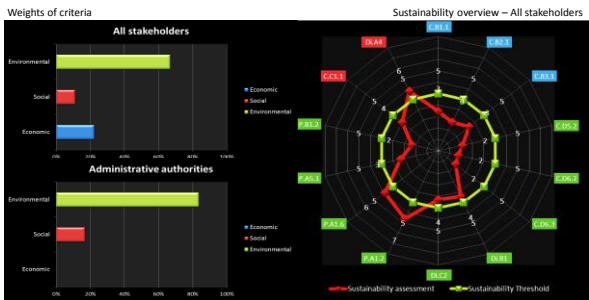 Weights of criteria
Sustainability overview – All stakeholders
All stakeholders
Environmental
Social
Economic
0% 20% 40% 60% 80% 100%
Economic
Social
Environmental
Administrative authorities
Environmental
Social
Economic
0% 20% 40% 60% 80% 100%
Economic
Social
Environmental
C.B1.1
C.B2.1
C.B3.1
C.D5.2
C.D6.2
C.D6.3
D.I.B1
D.I.C2
P.A1.2
P.A1.6
P.A5.1
P.B1.2
C.C1.1
D.I.A4
Sustainability assessment
Sustainability Threshold